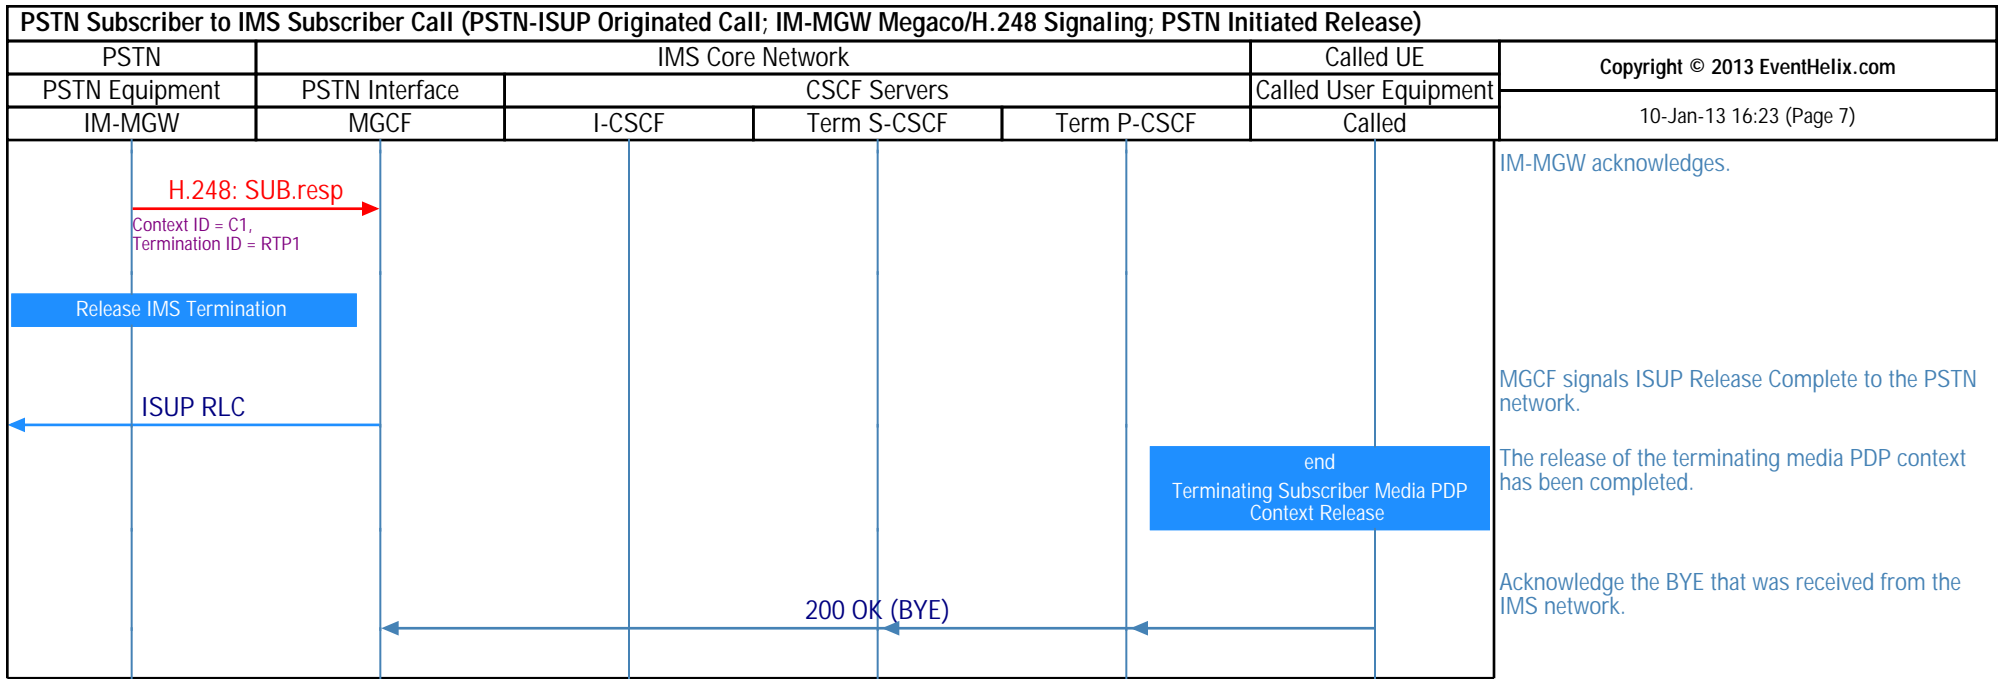 PSTN Subscriber to IMS Subscriber Call (PSTN-ISUP Originated Call; IM-MGW Megaco/H.248 Signaling; PSTN Initiated Release)
PSTN
IMS Core Network
Called UE
Copyright © 2013 EventHelix.com
PSTN Equipment
PSTN Interface
CSCF Servers
Called User Equipment
10-Jan-13 16:23 (Page 7)
IM-MGW
MGCF
I-CSCF
Term S-CSCF
Term P-CSCF
Called
IM-MGW acknowledges.
H.248: SUB.resp
Context ID = C1,
Termination ID = RTP1
Release IMS Termination
MGCF signals ISUP Release Complete to the PSTN
network.
ISUP RLC
end
Terminating Subscriber Media PDP
Context Release
The release of the terminating media PDP context
has been completed.
Acknowledge the BYE that was received from the
IMS network.
200 OK (BYE)